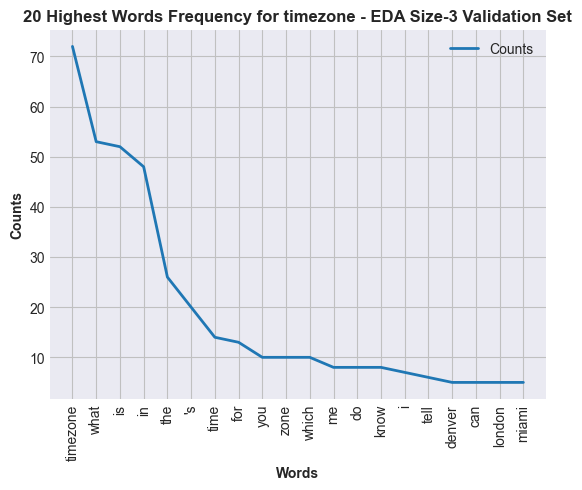 20 Highest Words Frequency for timezone - EDA Size-3 Validation Set
Counts
70
60
50
40
30
20
10
Counts
timezone
what
is
in
the
's
time
for
you
zone
which
me
do
know
i
tell
denver
can
london
miami
Words